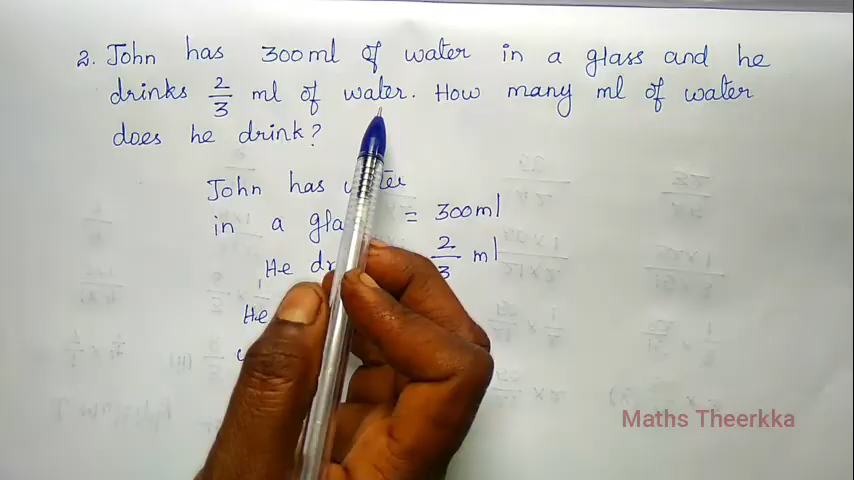 2. John has 300ml of water in a glass and he
drinks 2/3 ml of water. How many ml of water
does he drink?
John has water
in a gla = 300ml
He dr 2/3 ml
He
Maths Theerkka